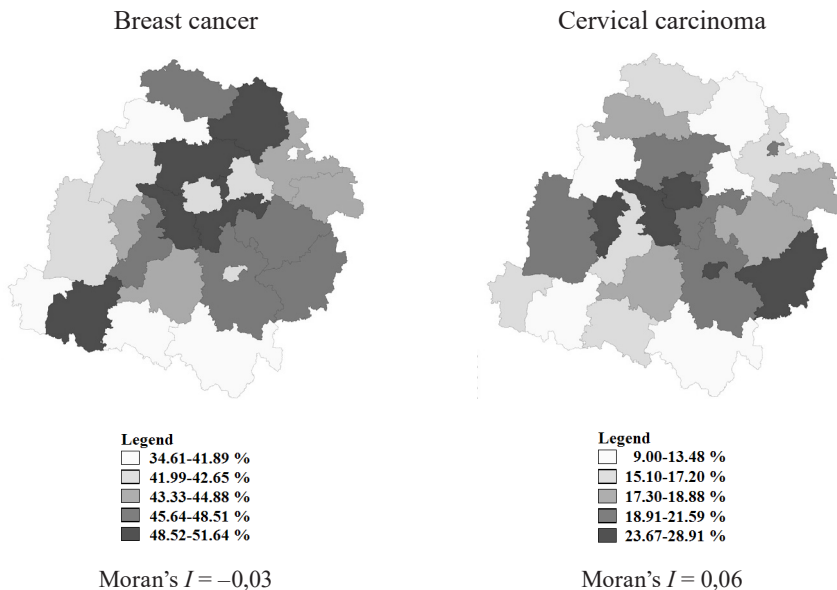 Breast cancer
Cervical carcinoma
Legend
34.61-41.89 %
41.99-42.65 %
43.33-44.88 %
45.64-48.51 %
48.52-51.64 %
Legend
9.00-13.48 %
15.10-17.20 %
17.30-18.88 %
18.91-21.59 %
23.67-28.91 %
Moran’s I = –0,03
Moran’s I = 0,06